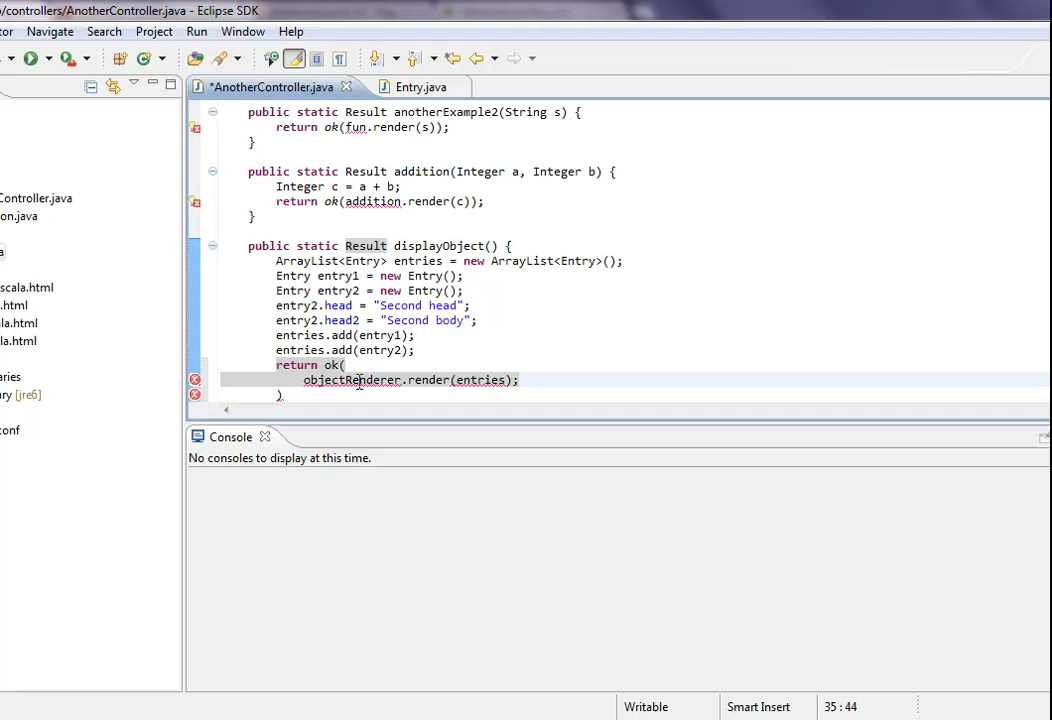 /controllers/AnotherController.java - Eclipse SDK
tor Navigate Search Project Run Window Help
*AnotherController.java Entry.java
public static Result anotherExample2(String s) {
return ok(fun.render(s));
}
public static Result addition(Integer a, Integer b) {
Integer c = a + b;
return ok(addition.render(c));
}
public static Result displayObject() {
ArrayList<Entry> entries = new ArrayList<Entry>();
Entry entry1 = new Entry();
Entry entry2 = new Entry();
entry2.head = "Second head";
entry2.head2 = "Second body";
entries.add(entry1);
entries.add(entry2);
return ok(
objectRenderer.render(entries);
)
Controller.java
on.java
a
scala.html
.html
la.html
la.html
aries
ary [jre6]
conf
Console
No consoles to display at this time.
Writable Smart Insert 35 : 44